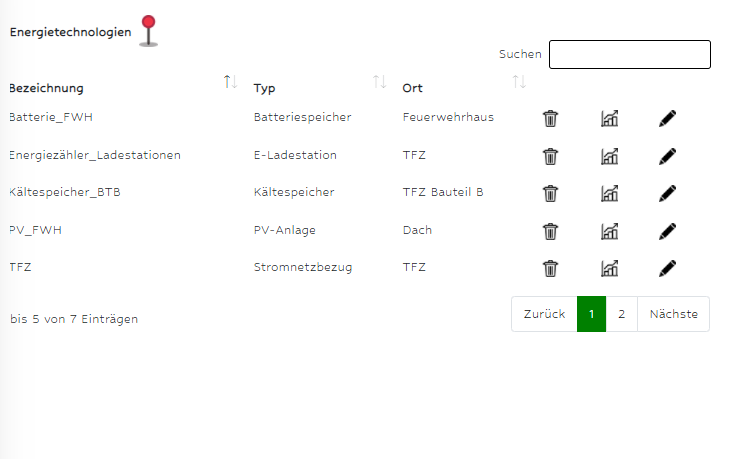 Energietechnologien
Suchen
Bezeichnung Typ Ort
Batterie_FWH Batteriespeicher Feuerwehrhaus
Energiezähler_Ladestationen E-Ladestation TFZ
Kältespeicher_BTB Kältespeicher TFZ Bauteil B
PV_FWH PV-Anlage Dach
TFZ Stromnetzbezug TFZ
bis 5 von 7 Einträgen
Zurück 1 2 Nächste